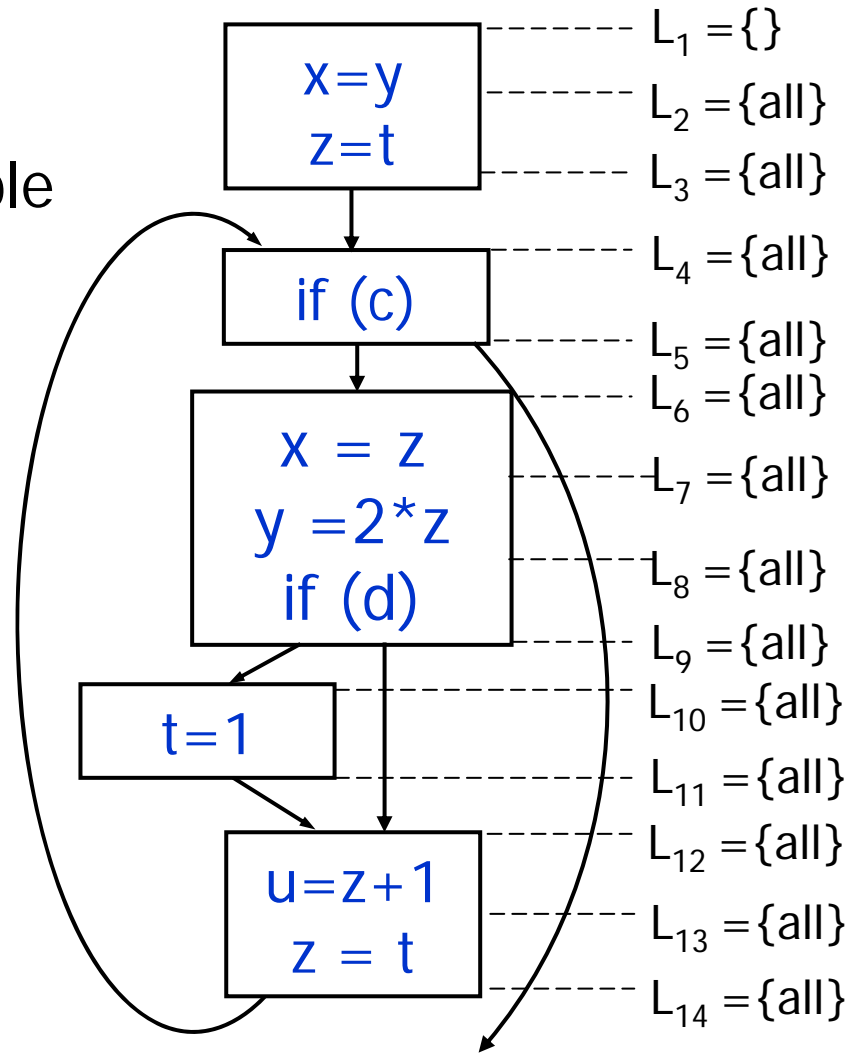 x=y
z=t
ple
if (c)
x = z
y =2*z
if (d)
t=1
u=z+1
z = t
L₁ ={}
L₂ ={all}
L₃ ={all}
L₄ ={all}
L₅ ={all}
L₆ ={all}
L₇ ={all}
L₈ ={all}
L₉ ={all}
L₁₀ ={all}
L₁₁ ={all}
L₁₂ ={all}
L₁₃ ={all}
L₁₄ ={all}